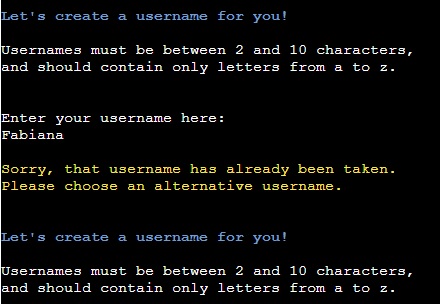 Let's create a username for you!
Usernames must be between 2 and 10 characters,
and should contain only letters from a to z.
Enter your username here:
Fabiana
Sorry, that username has already been taken.
Please choose an alternative username.
Let's create a username for you!
Usernames must be between 2 and 10 characters,
and should contain only letters from a to z.